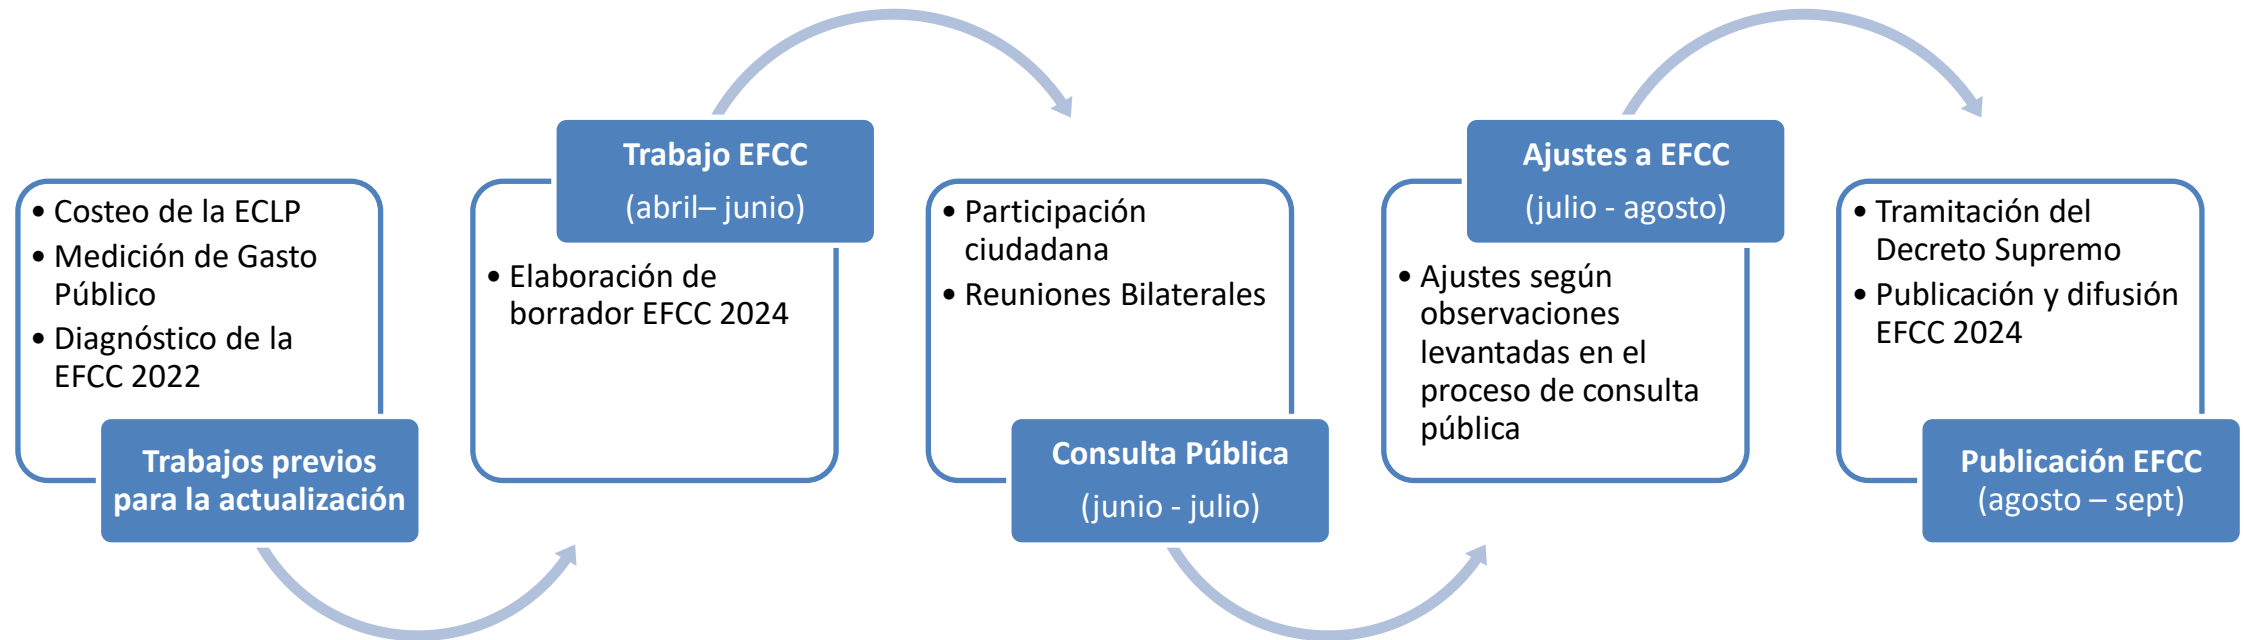 • Costeo de la ECLP
• Medición de Gasto
Público
• Diagnóstico de la
EFCC 2022
Trabajos previos
para la actualización
Trabajo EFCC
(abril– junio)
• Elaboración de
borrador EFCC 2024
• Participación
ciudadana
• Reuniones Bilaterales
Consulta Pública
(junio - julio)
Ajustes a EFCC
(julio - agosto)
• Ajustes según
observaciones
levantadas en el
proceso de consulta
pública
• Tramitación del
Decreto Supremo
• Publicación y difusión
EFCC 2024
Publicación EFCC
(agosto – sept)